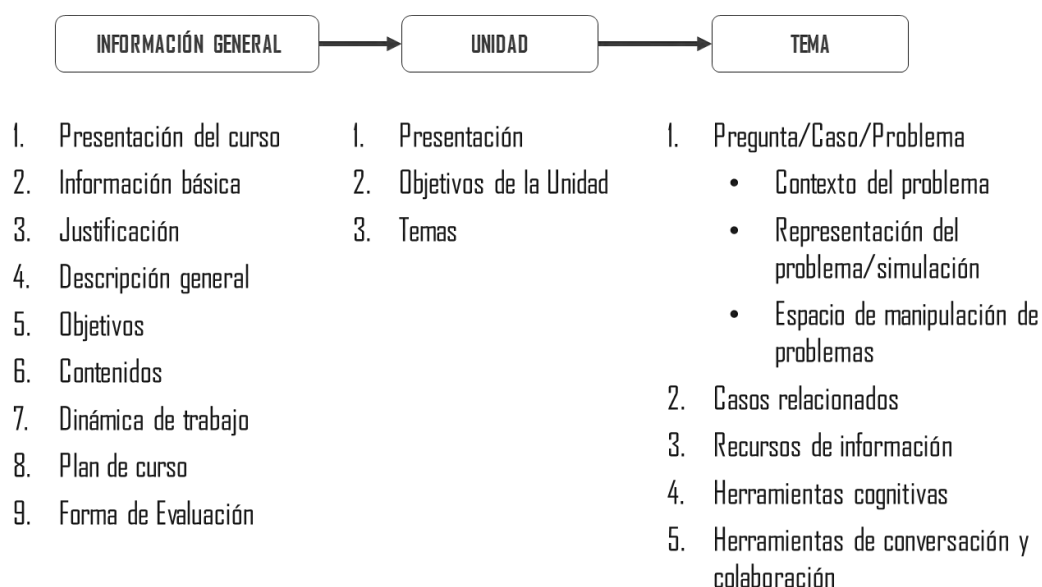 INFORMACIÓN GENERAL
UNIDAD
TEMA
1. Presentación del curso
2. Información básica
3. Justificación
4. Descripción general
5. Objetivos
6. Contenidos
7. Dinámica de trabajo
8. Plan de curso
9. Forma de Evaluación
1. Presentación
2. Objetivos de la Unidad
3. Temas
1. Pregunta/Caso/Problema
• Contexto del problema
• Representación del
problema/simulación
• Espacio de manipulación de
problemas
2. Casos relacionados
3. Recursos de información
4. Herramientas cognitivas
5. Herramientas de conversación y
colaboración